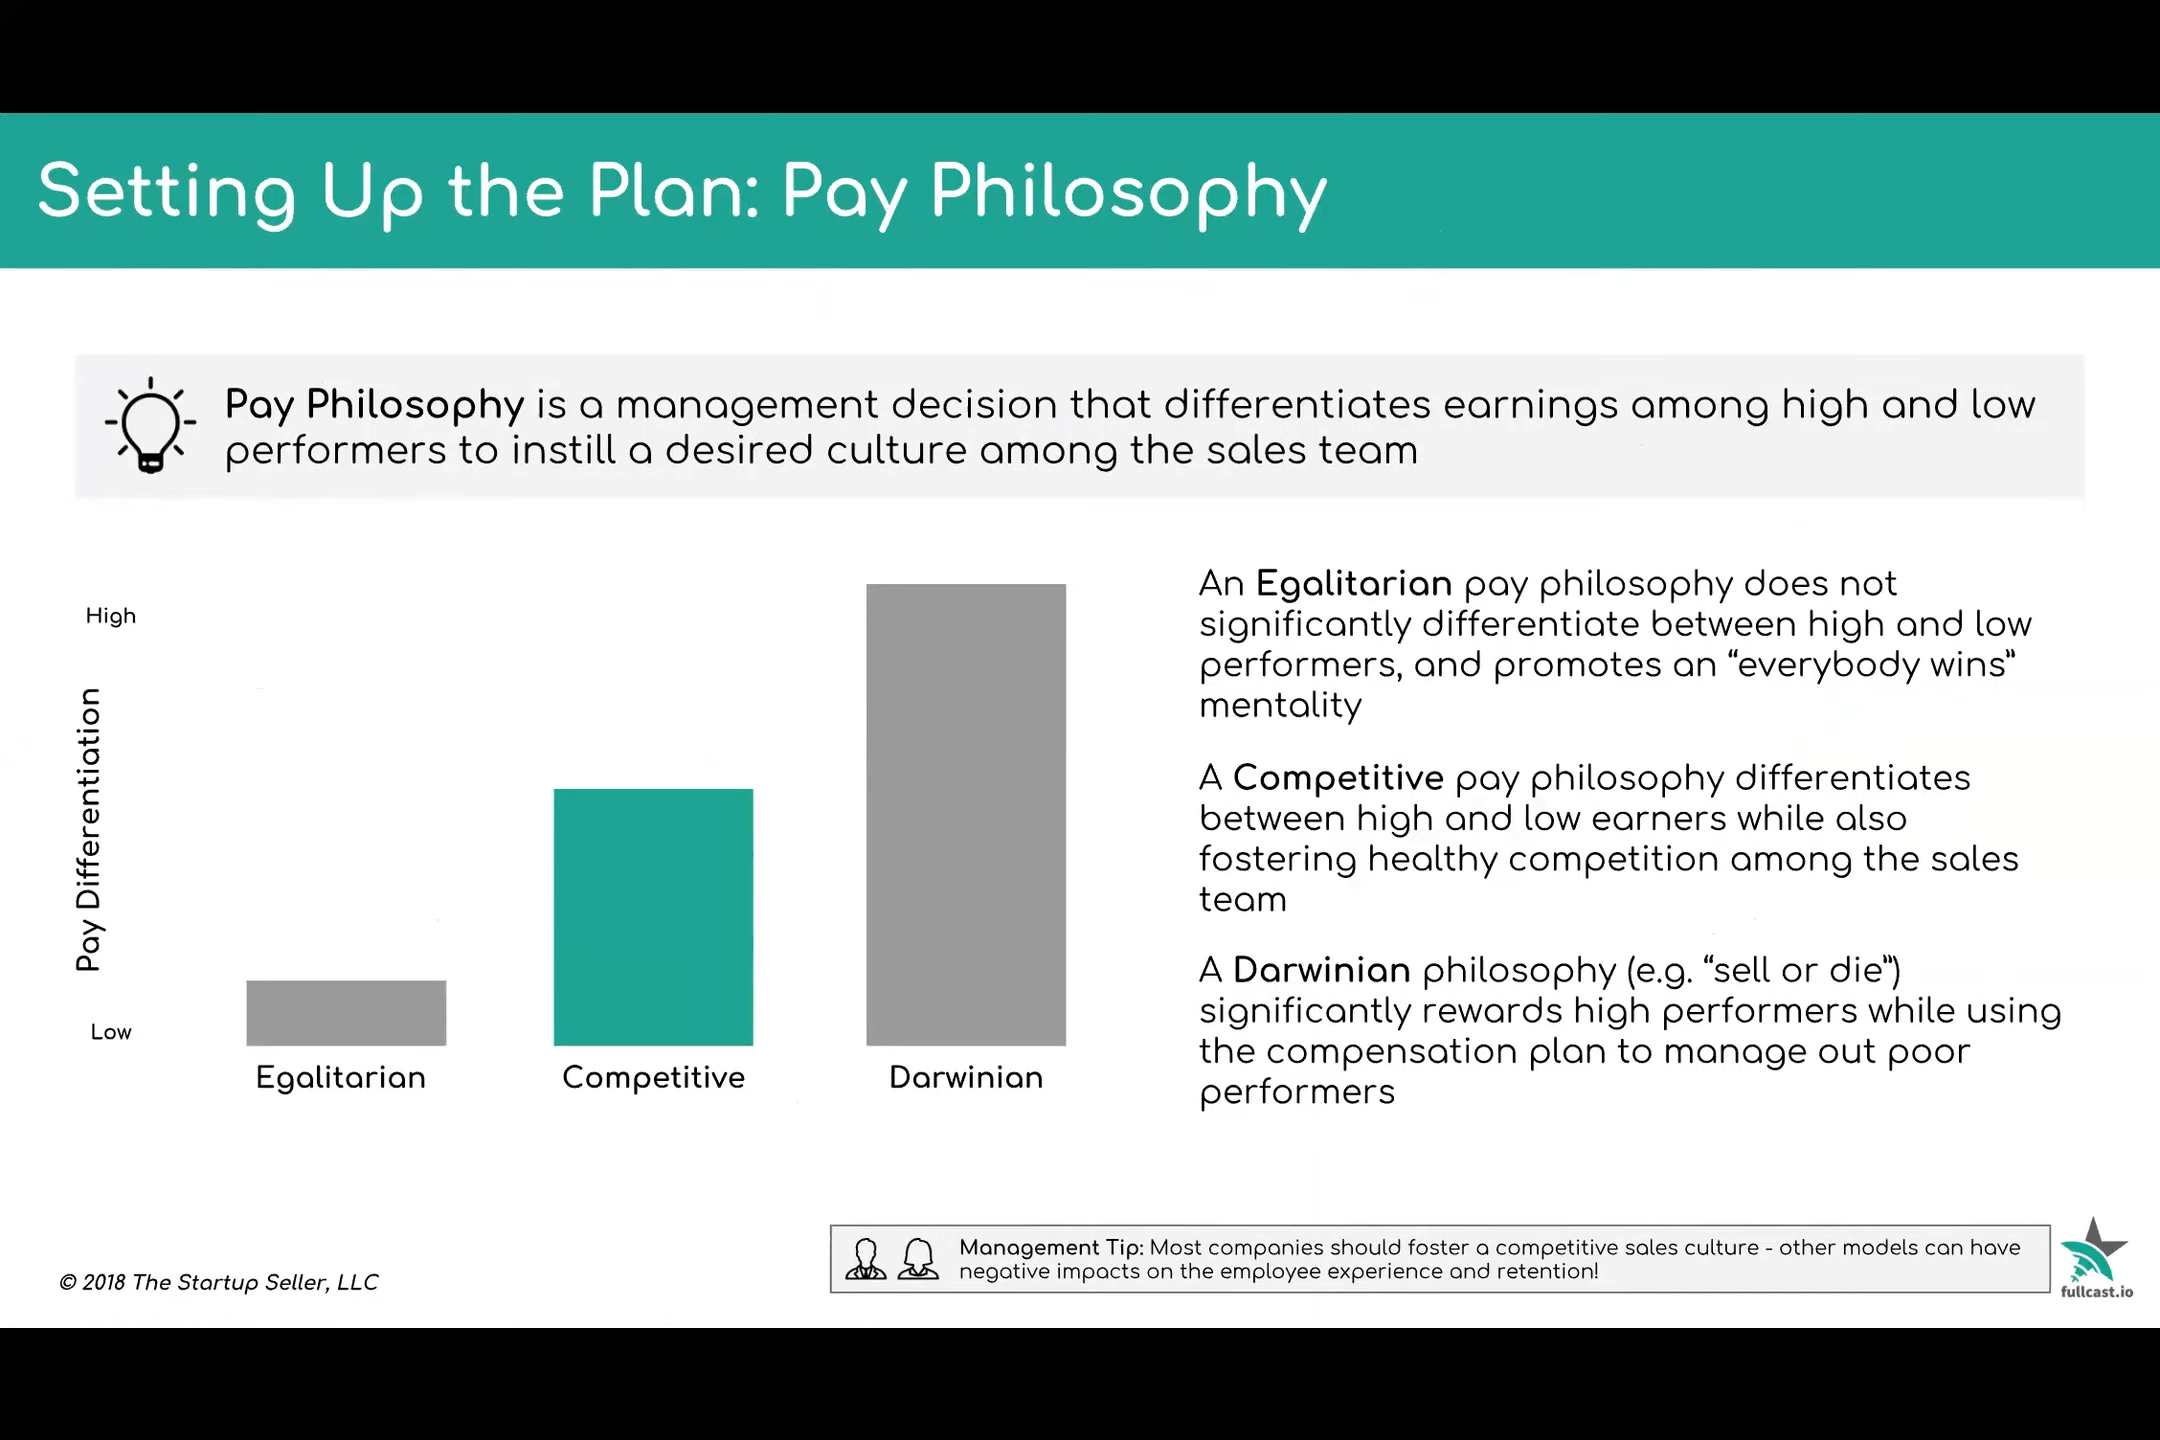 Setting Up the Plan: Pay Philosophy
Pay Philosophy is a management decision that differentiates earnings among high and low
performers to instill a desired culture among the sales team
High
Pay Differentiation
Low
Egalitarian
Competitive
Darwinian
An Egalitarian pay philosophy does not
significantly differentiate between high and low
performers, and promotes an “everybody wins”
mentality
A Competitive pay philosophy differentiates
between high and low earners while also
fostering healthy competition among the sales
team
A Darwinian philosophy (e.g. “sell or die”)
significantly rewards high performers while using
the compensation plan to manage out poor
performers
Management Tip: Most companies should foster a competitive sales culture - other models can have
negative impacts on the employee experience and retention!
© 2018 The Startup Seller, LLC
fullcast.io